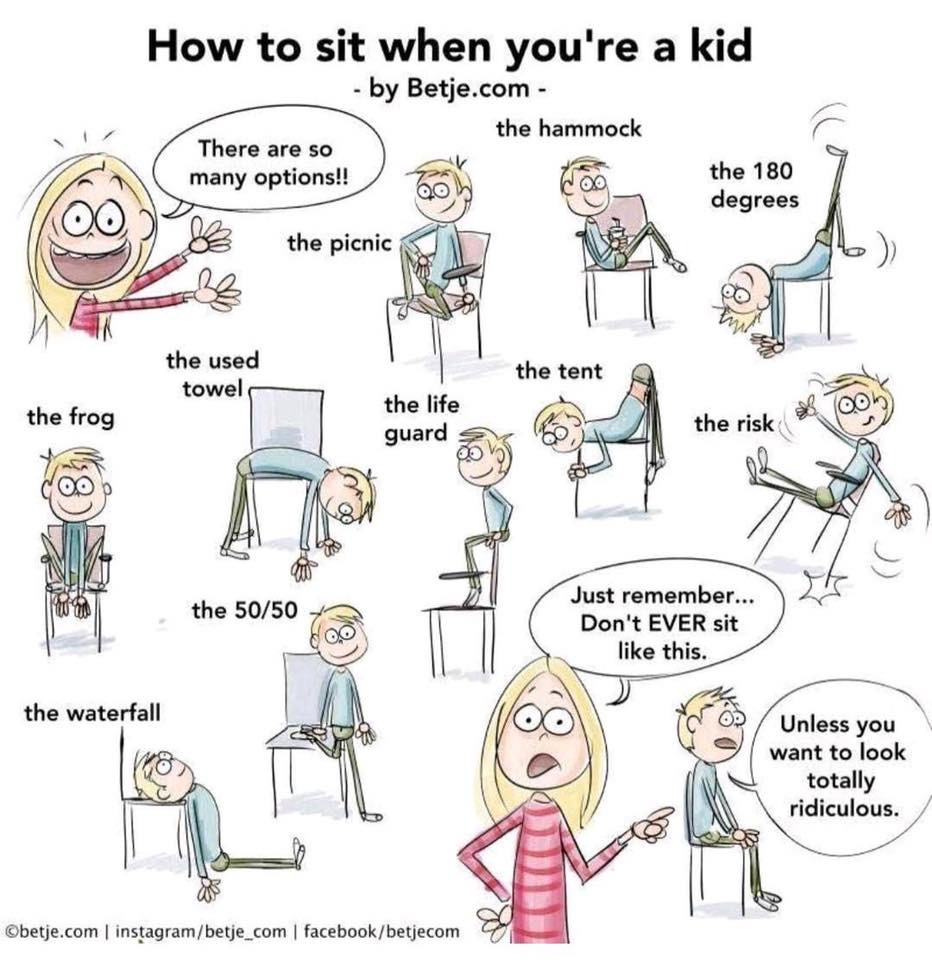 How to sit when you're a kid
- by Betje.com -
There are so
many options!!
the picnic
the hammock
the 180
degrees
the frog
the used
towel
the life
guard
the tent
the risk
the 50/50
the waterfall
Just remember...
Don't EVER sit
like this.
Unless you
want to look
totally
ridiculous.
©betje.com | instagram/betje_com | facebook/betjecom